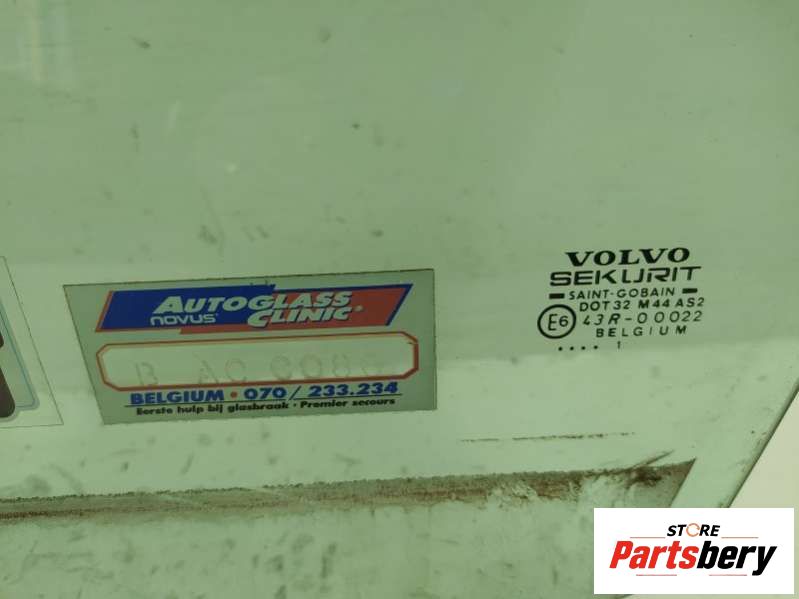 VOLVO
SEKURIT
SAINT-GOBAIN
DOT 32 M44 AS2
E6 43R-00022
BELGIUM
.... 1
AUTOGLASS
novus® CLINIC®
BELGIUM • 070/233.234
Eerste hulp bij glasbraak • Premier secours
STORE
Partsbery